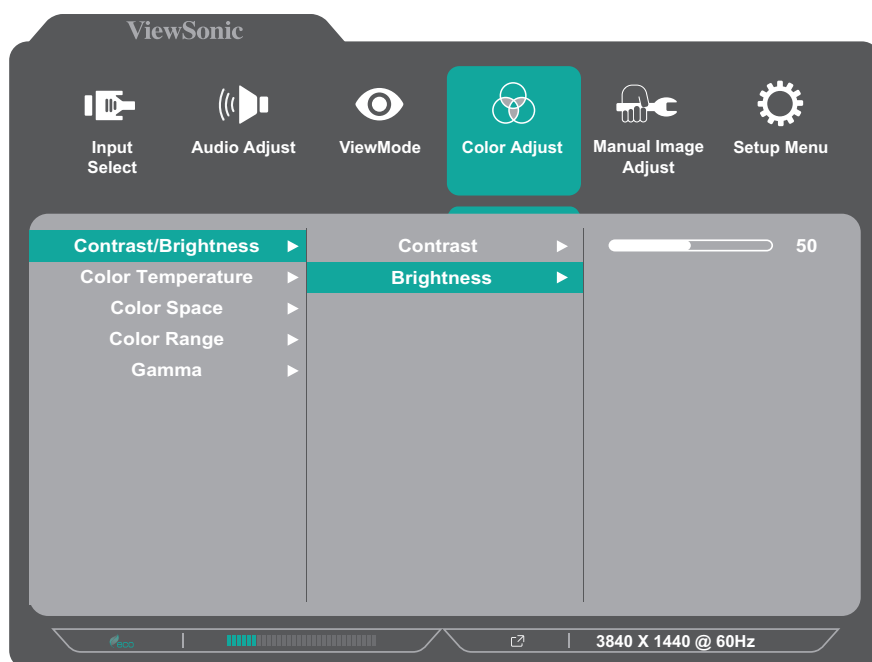 ViewSonic
Input
Select
Audio Adjust
ViewMode
Color Adjust
Manual Image
Adjust
Setup Menu
Contrast/Brightness
Contrast
50
Color Temperature
Brightness
Color Space
Color Range
Gamma
eco
3840 X 1440 @ 60Hz